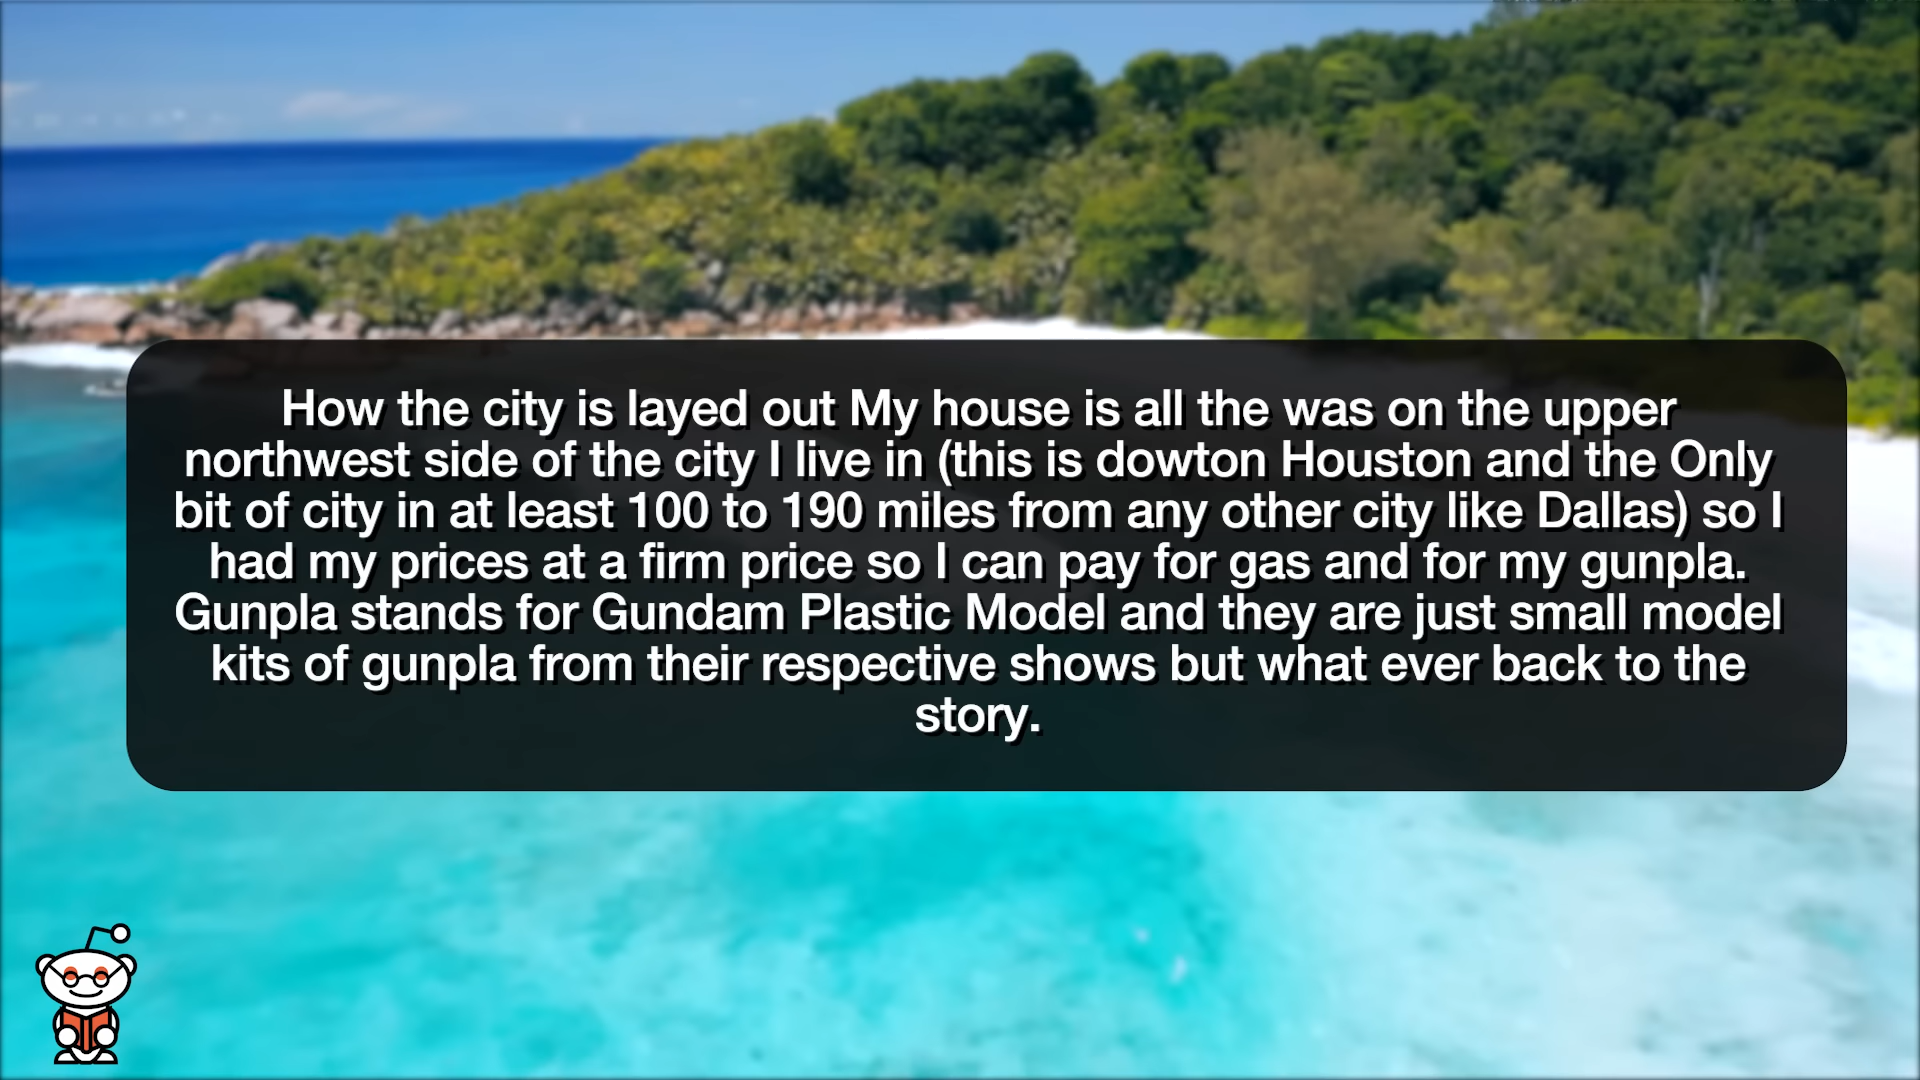 How the city is layed out My house is all the was on the upper
northwest side of the city I live in (this is dowton Houston and the Only
bit of city in at least 100 to 190 miles from any other city like Dallas) so I
had my prices at a firm price so I can pay for gas and for my gunpla.
Gunpla stands for Gundam Plastic Model and they are just small model
kits of gunpla from their respective shows but what ever back to the
story.